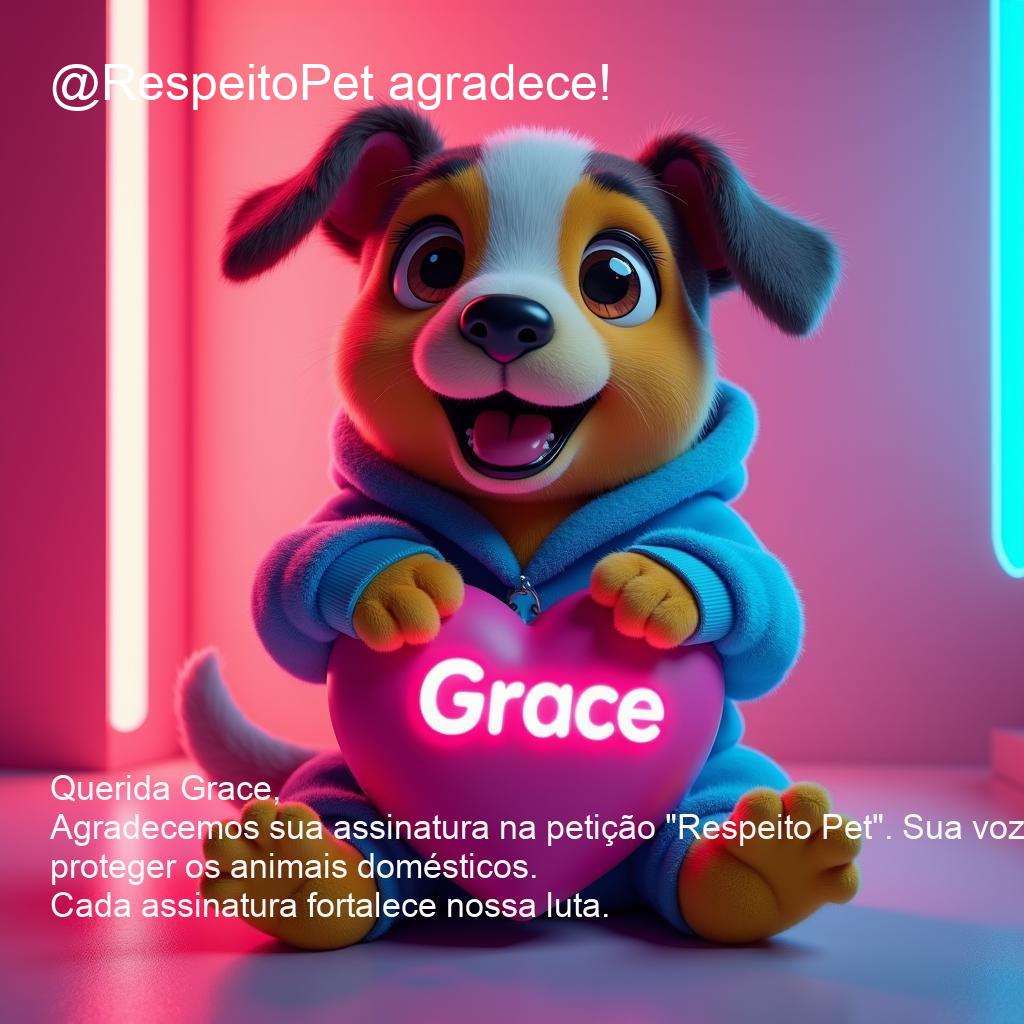 @RespeitoPet agradece!
Grace
Querida Grace,
Agradecemos sua assinatura na petição "Respeito Pet". Sua voz
proteger os animais domésticos.
Cada assinatura fortalece nossa luta.